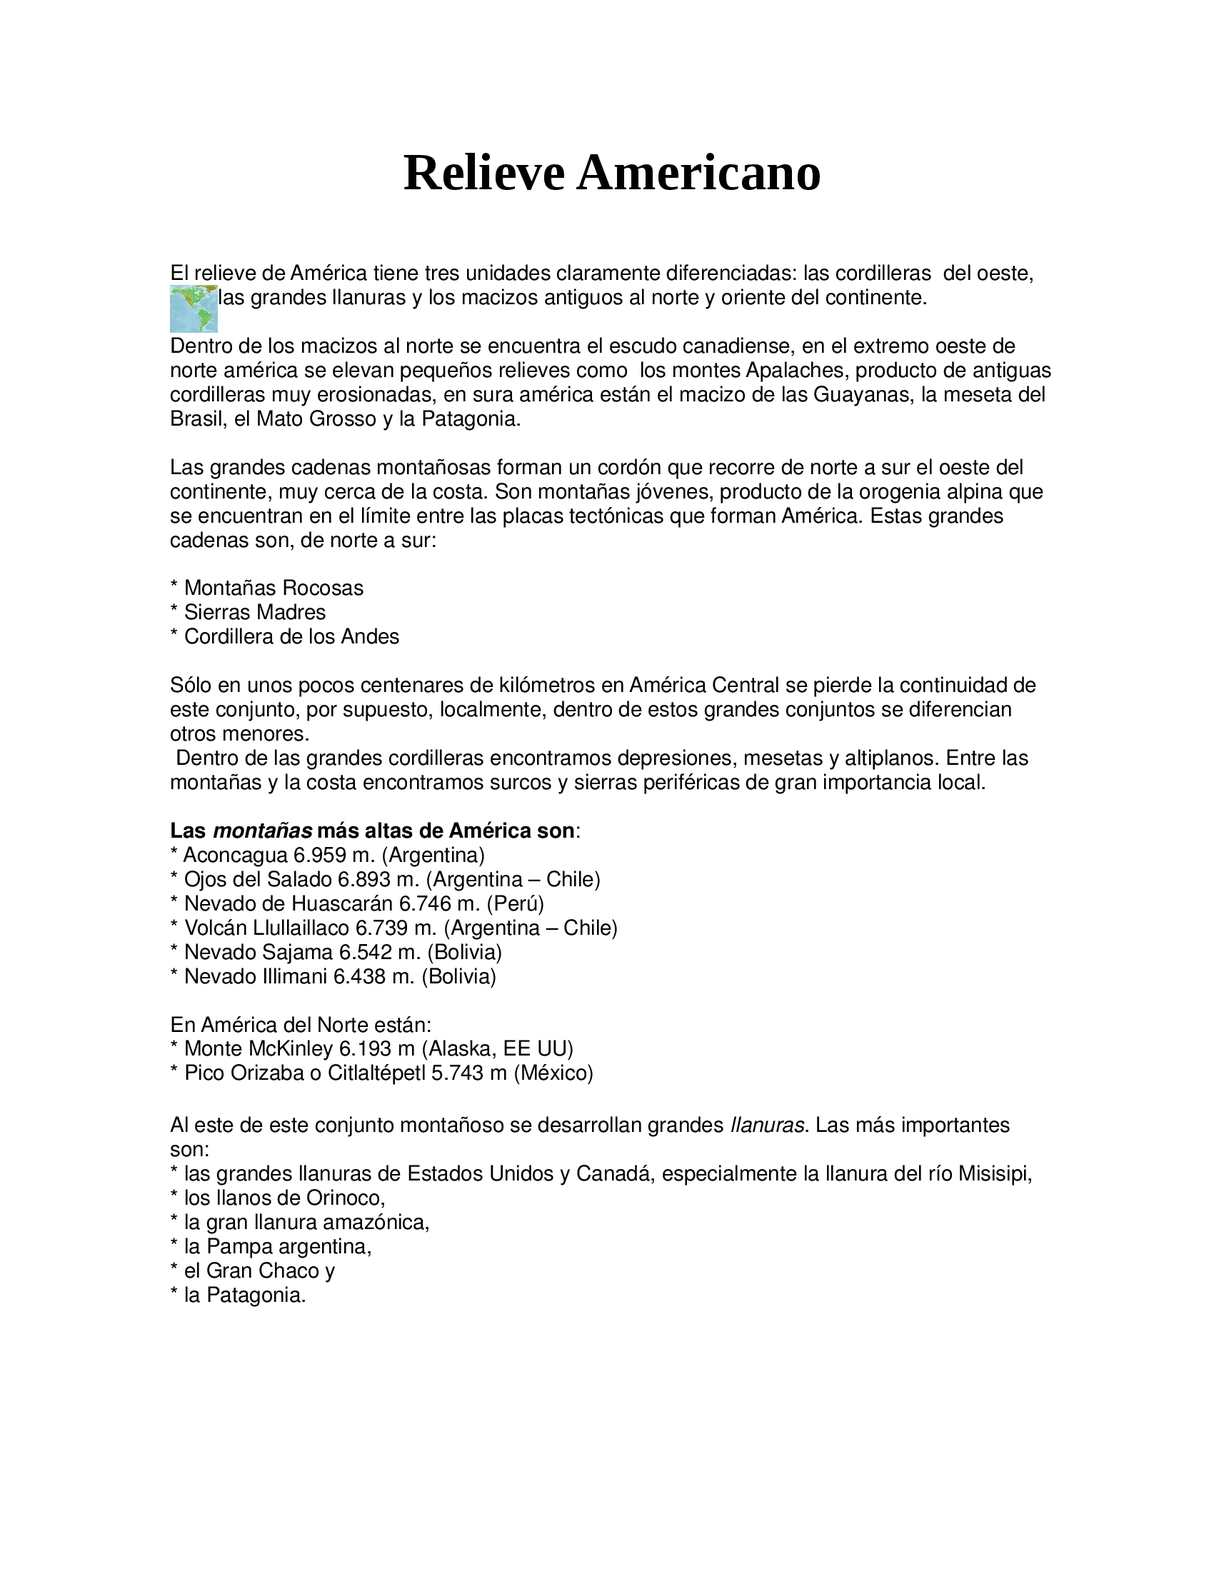 Relieve Americano
El relieve de América tiene tres unidades claramente diferenciadas: las cordilleras  del oeste,
las grandes llanuras y los macizos antiguos al norte y oriente del continente.
Dentro de los macizos al norte se encuentra el escudo canadiense, en el extremo oeste de
norte américa se elevan pequeños relieves como  los montes Apalaches, producto de antiguas
cordilleras muy erosionadas, en sura américa están el macizo de las Guayanas, la meseta del
Brasil, el Mato Grosso y la Patagonia.
Las grandes cadenas montañosas forman un cordón que recorre de norte a sur el oeste del
continente, muy cerca de la costa. Son montañas jóvenes, producto de la orogenia alpina que
se encuentran en el límite entre las placas tectónicas que forman América. Estas grandes
cadenas son, de norte a sur:
* Montañas Rocosas
* Sierras Madres
* Cordillera de los Andes
Sólo en unos pocos centenares de kilómetros en América Central se pierde la continuidad de
este conjunto, por supuesto, localmente, dentro de estos grandes conjuntos se diferencian
otros menores.
Dentro de las grandes cordilleras encontramos depresiones, mesetas y altiplanos. Entre las
montañas y la costa encontramos surcos y sierras periféricas de gran importancia local.
Las montañas más altas de América son:
* Aconcagua 6.959 m. (Argentina)
* Ojos del Salado 6.893 m. (Argentina – Chile)
* Nevado de Huascarán 6.746 m. (Perú)
* Volcán Llullaillaco 6.739 m. (Argentina – Chile)
* Nevado Sajama 6.542 m. (Bolivia)
* Nevado Illimani 6.438 m. (Bolivia)
En América del Norte están:
* Monte McKinley 6.193 m (Alaska, EE UU)
* Pico Orizaba o Citlaltépetl 5.743 m (México)
Al este de este conjunto montañoso se desarrollan grandes llanuras. Las más importantes
son:
* las grandes llanuras de Estados Unidos y Canadá, especialmente la llanura del río Misisipi,
* los llanos de Orinoco,
* la gran llanura amazónica,
* la Pampa argentina,
* el Gran Chaco y
* la Patagonia.